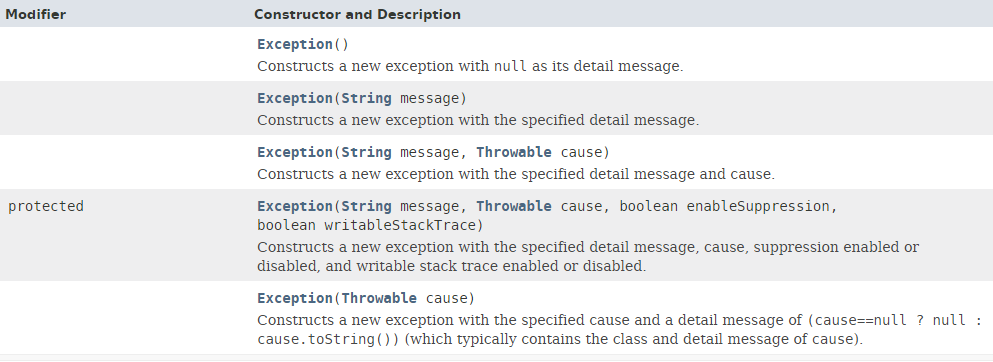 Modifier Constructor and Description
Exception()
Constructs a new exception with null as its detail message.
Exception(String message)
Constructs a new exception with the specified detail message.
Exception(String message, Throwable cause)
Constructs a new exception with the specified detail message and cause.
protected Exception(String message, Throwable cause, boolean enableSuppression,
boolean writableStackTrace)
Constructs a new exception with the specified detail message, cause, suppression enabled or
disabled, and writable stack trace enabled or disabled.
Exception(Throwable cause)
Constructs a new exception with the specified cause and a detail message of (cause==null ? null :
cause.toString()) (which typically contains the class and detail message of cause).